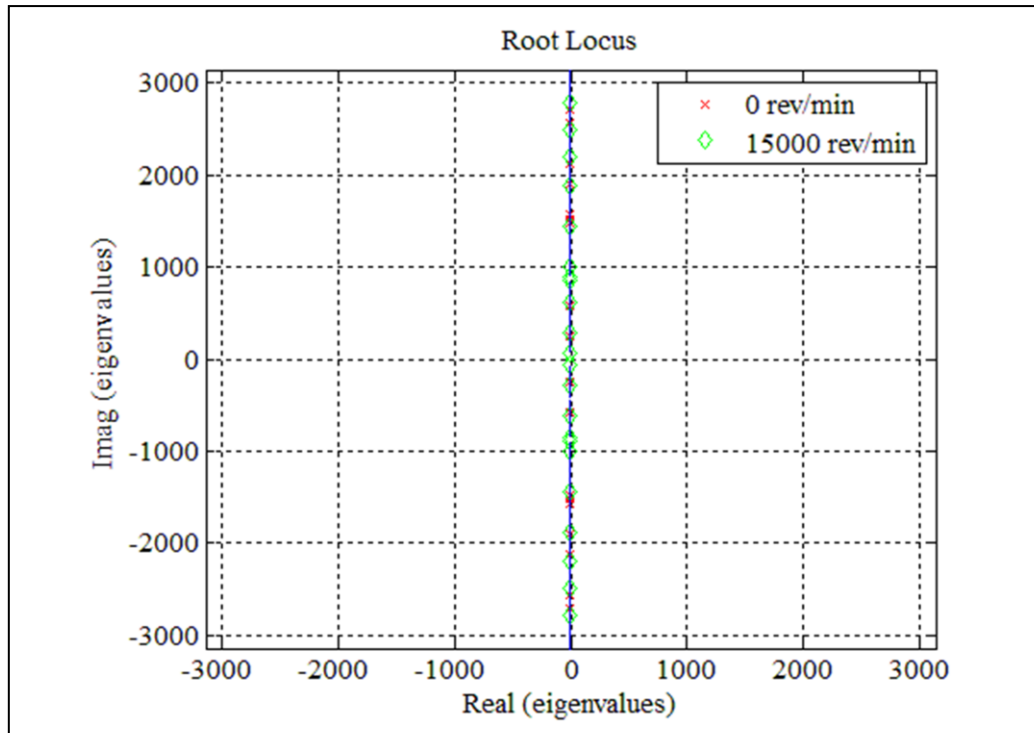 Root Locus
3000
2000
1000
0
-1000
-2000
-3000
Imag (eigenvalues)
0 rev/min
15000 rev/min
-3000 -2000 -1000 0 1000 2000 3000
Real (eigenvalues)